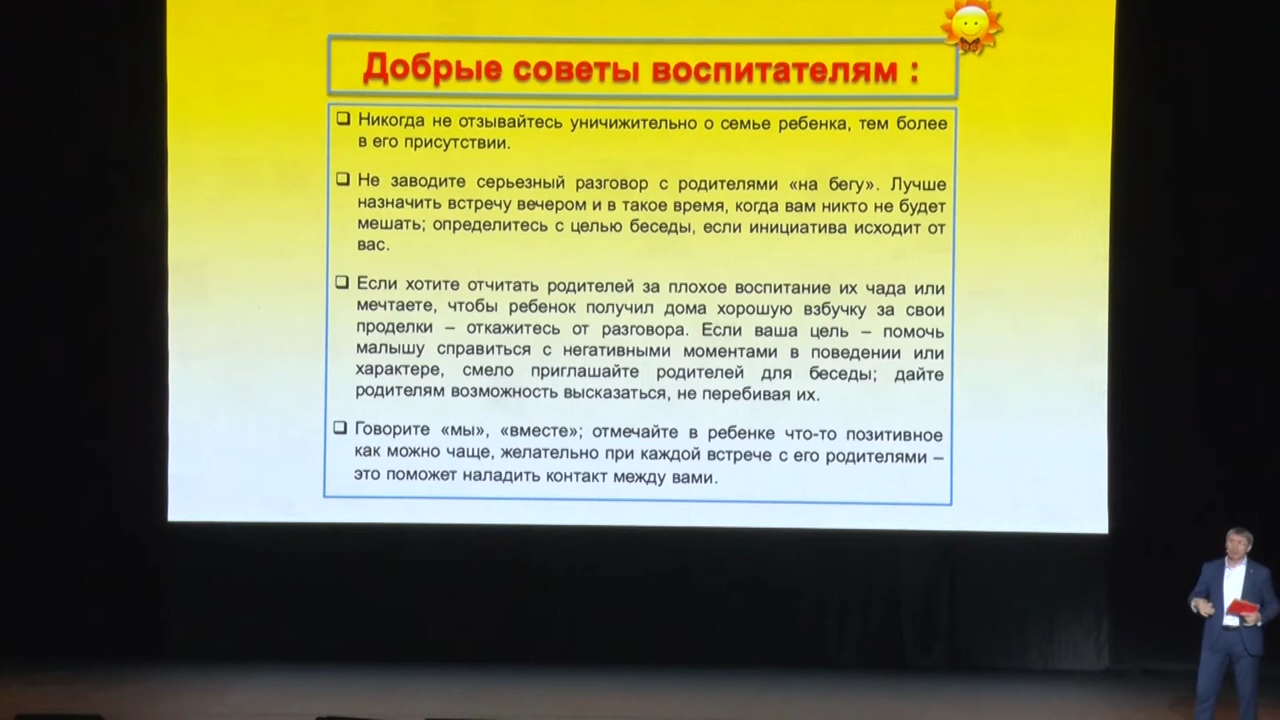 Добрые советы воспитателям :
❑ Никогда не отзывайтесь уничижительно о семье ребенка, тем более
в его присутствии.
❑ Не заводите серьезный разговор с родителями «на бегу». Лучше
назначить встречу вечером и в такое время, когда вам никто не будет
мешать; определитесь с целью беседы, если инициатива исходит от
вас.
❑ Если хотите отчитать родителей за плохое воспитание их чада или
мечтаете, чтобы ребенок получил дома хорошую взбучку за свои
проделки – откажитесь от разговора. Если ваша цель – помочь
малышу справиться с негативными моментами в поведении или
характере, смело приглашайте родителей для беседы; дайте
родителям возможность высказаться, не перебивая их.
❑ Говорите «мы», «вместе»; отмечайте в ребенке что-то позитивное
как можно чаще, желательно при каждой встрече с его родителями –
это поможет наладить контакт между вами.